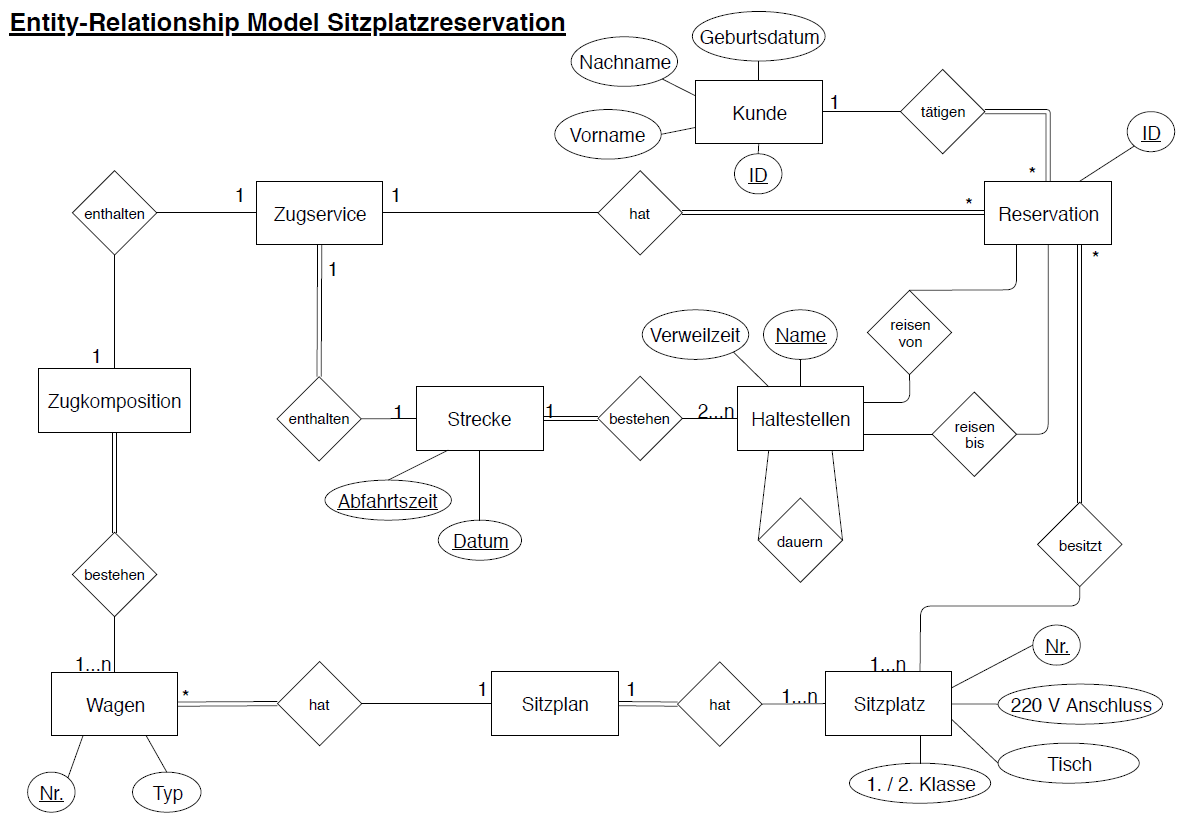 Entity-Relationship Model Sitzplatzreservation
Geburtsdatum
Nachname
Kunde
1
tätigen
Vorname
ID
ID
*
enthalten
1
Zugservice
1
hat
*
Reservation
1
*
reisen
von
Verweilzeit
Name
1
Zugkomposition
enthalten
1
Strecke
1
bestehen
2...n
Haltestellen
reisen
bis
Abfahrtszeit
Datum
dauern
besitzt
bestehen
1...n
Wagen
*
hat
1
Sitzplan
1
hat
1...n
1...n
Sitzplatz
Nr.
220 V Anschluss
Tisch
1. / 2. Klasse
Nr.
Typ